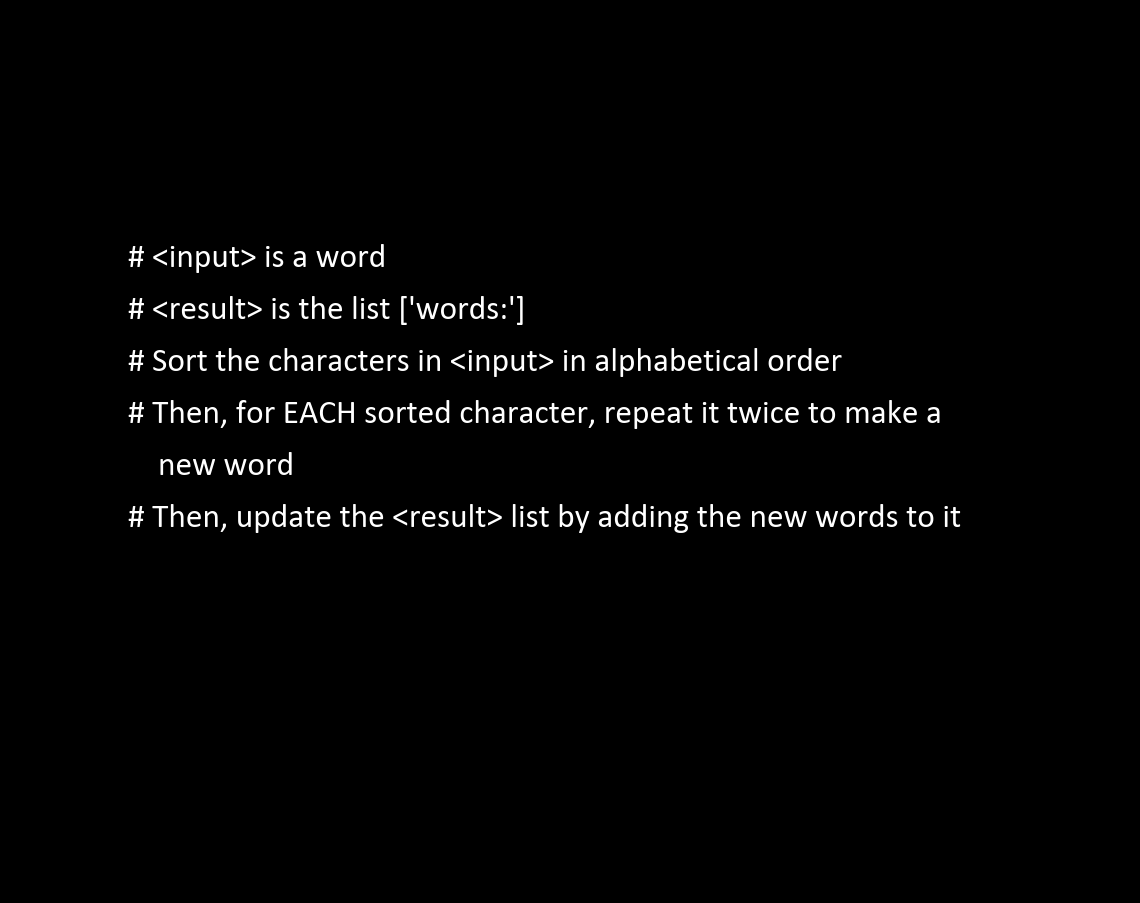 # <input> is a word
# <result> is the list ['words:']
# Sort the characters in <input> in alphabetical order
# Then, for EACH sorted character, repeat it twice to make a
new word
# Then, update the <result> list by adding the new words to it